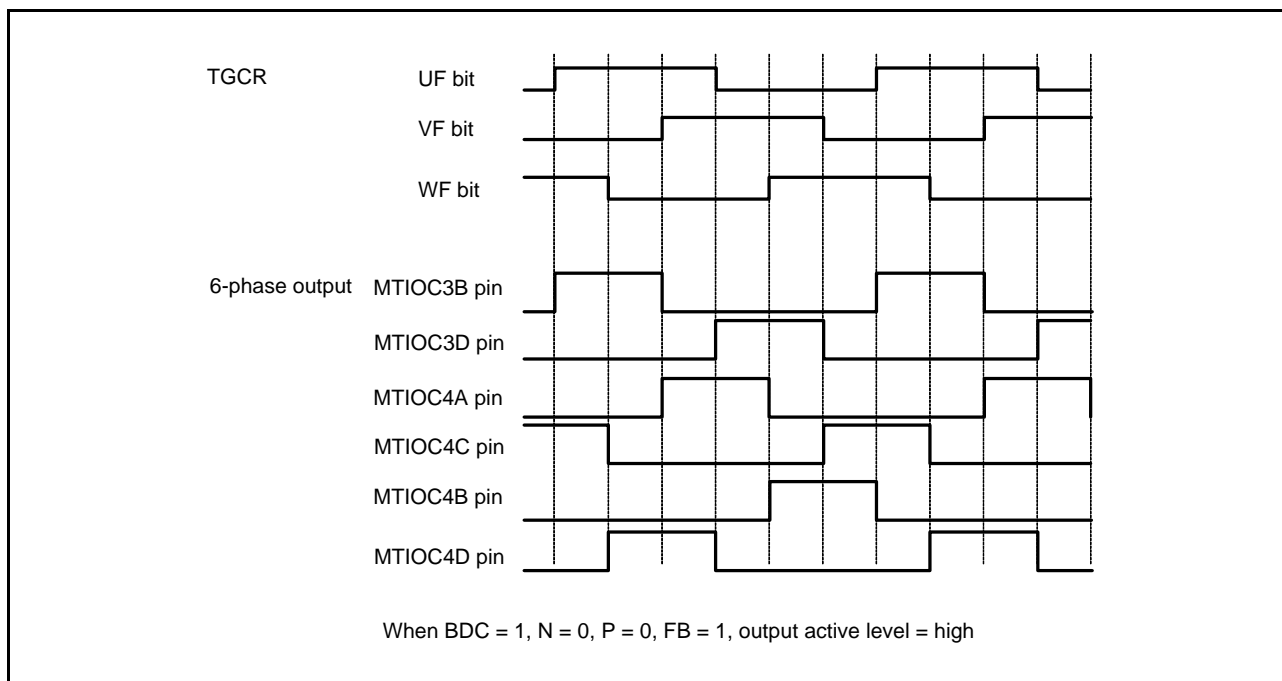 TGCR UF bit
VF bit
WF bit
6-phase output MTIOC3B pin
MTIOC3D pin
MTIOC4A pin
MTIOC4C pin
MTIOC4B pin
MTIOC4D pin
When BDC = 1, N = 0, P = 0, FB = 1, output active level = high